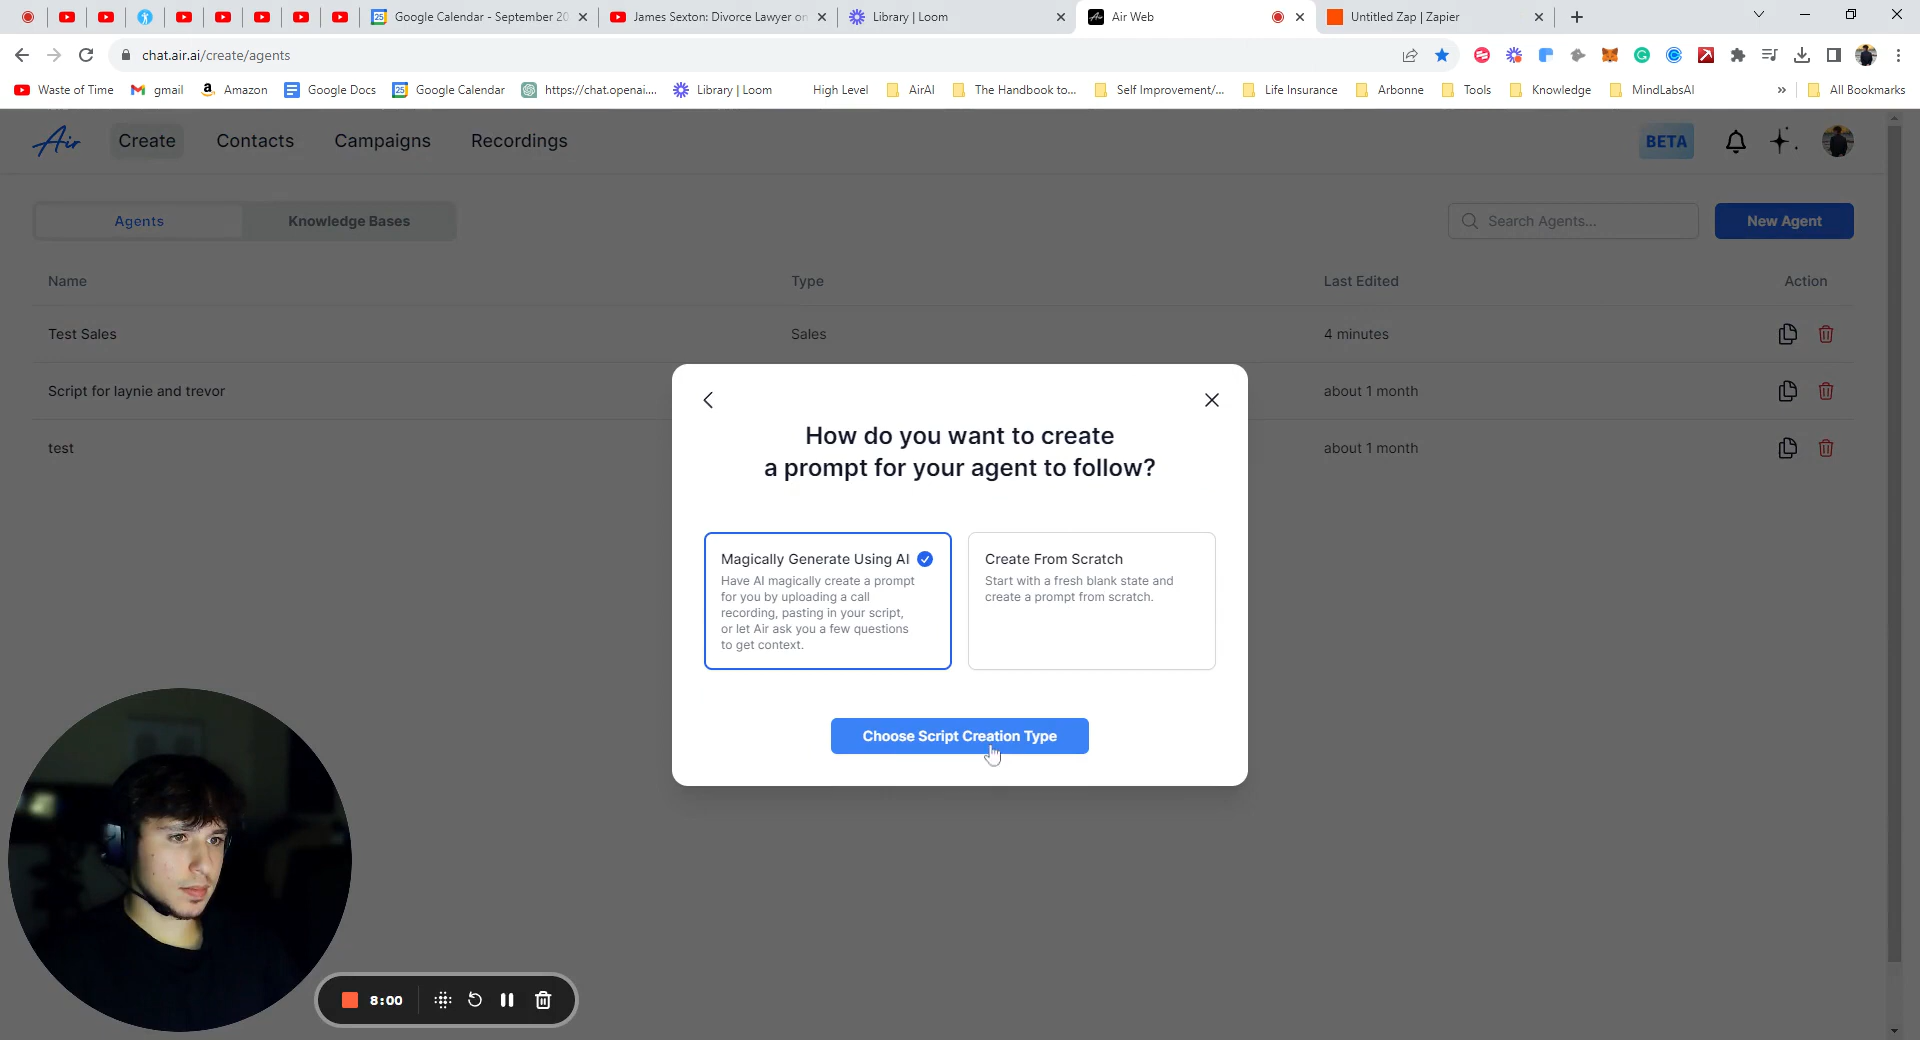 Google Calendar - September 20
James Sexton: Divorce Lawyer on
Library | Loom
Air Web
Untitled Zap | Zapier
chat.air.ai/create/agents
Waste of Time
gmail
Amazon
Google Docs
Google Calendar
https://chat.openai....
Library | Loom
High Level
AirAI
The Handbook to...
Self Improvement/...
Life Insurance
Arbonne
Tools
Knowledge
MindLabsAI
»
All Bookmarks
Air
Create
Contacts
Campaigns
Recordings
BETA
Agents
Knowledge Bases
Search Agents...
New Agent
Name
Type
Last Edited
Action
Test Sales
Sales
4 minutes
Script for laynie and trevor
about 1 month
test
about 1 month
How do you want to create
a prompt for your agent to follow?
Magically Generate Using AI
Have AI magically create a prompt
for you by uploading a call
recording, pasting in your script,
or let Air ask you a few questions
to get context.
Create From Scratch
Start with a fresh blank state and
create a prompt from scratch.
Choose Script Creation Type
8:00